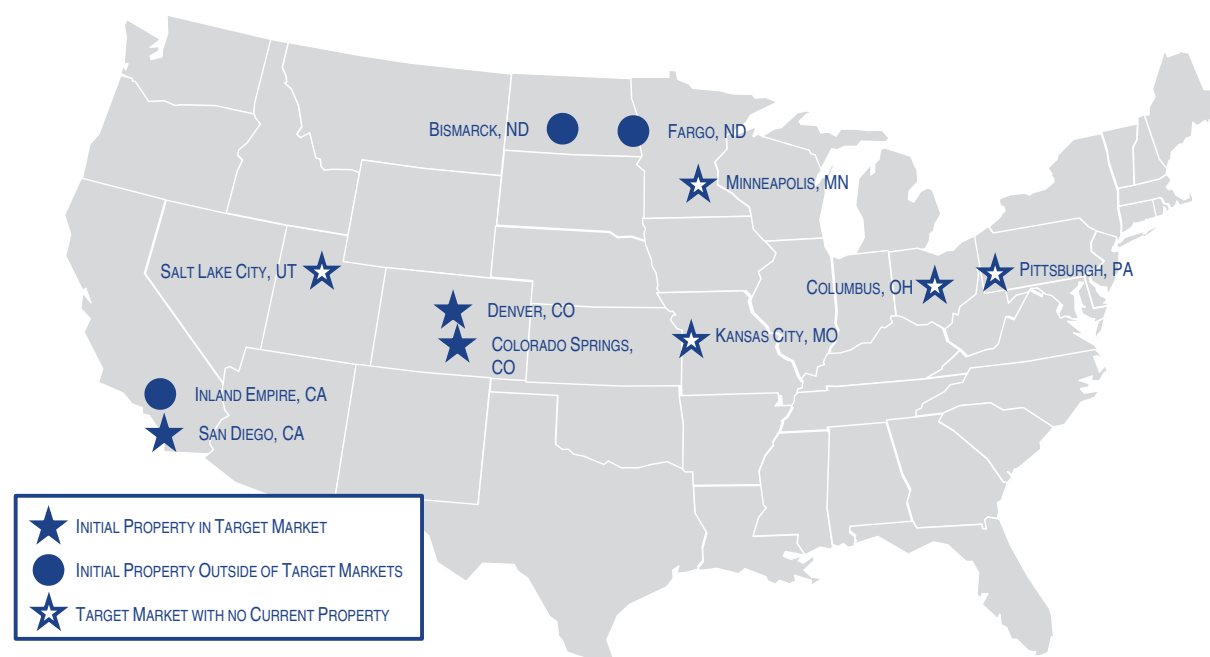 BISMARCK, ND
FARGO, ND
MINNEAPOLIS, MN
SALT LAKE CITY, UT
PITTSBURGH, PA
COLUMBUS, OH
DENVER, CO
KANSAS CITY, MO
COLORADO SPRINGS,
CO
INLAND EMPIRE, CA
SAN DIEGO, CA
INITIAL PROPERTY IN TARGET MARKET
INITIAL PROPERTY OUTSIDE OF TARGET MARKETS
TARGET MARKET WITH NO CURRENT PROPERTY